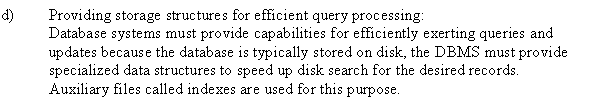 d) Providing storage structures for efficient query processing:
Database systems must provide capabilities for efficiently exerting queries and
updates because the database is typically stored on disk, the DBMS must provide
specialized data structures to speed up disk search for the desired records.
Auxiliary files called indexes are used for this purpose.